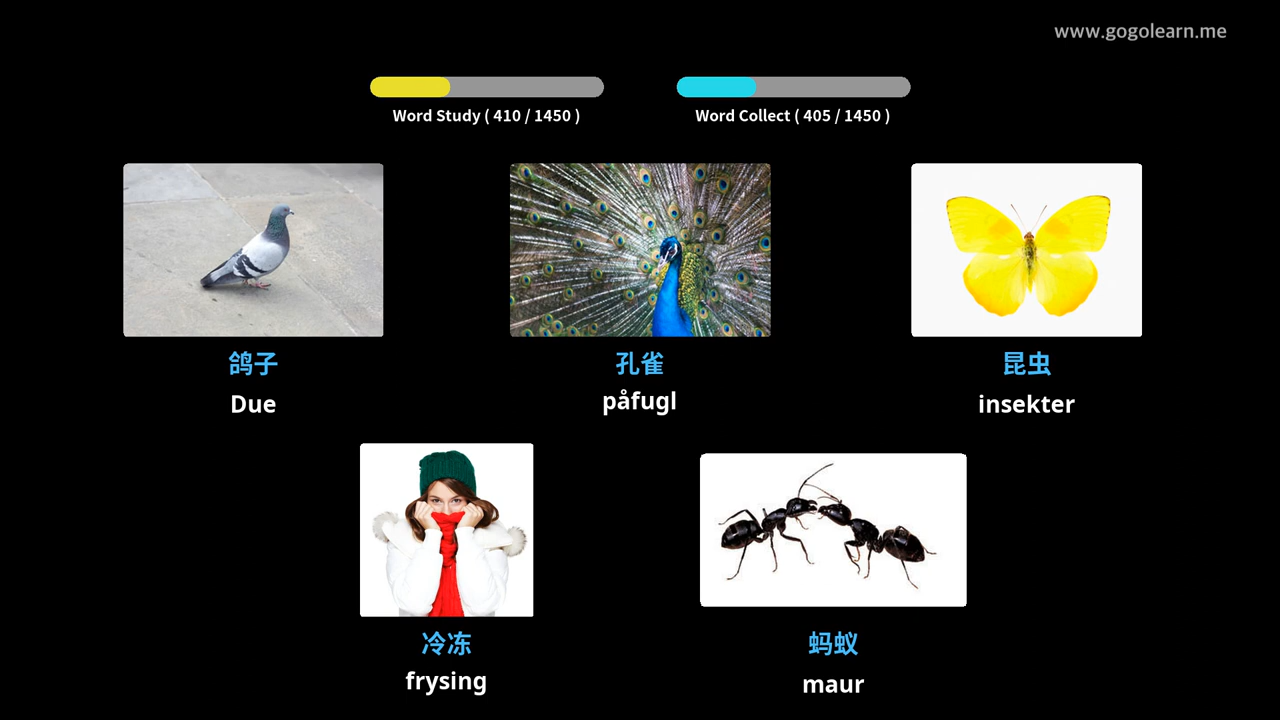 www.gogolearn.me
Word Study ( 410 / 1450 )
Word Collect ( 405 / 1450 )
鸽子
Due
孔雀
påfugl
昆虫
insekter
冷冻
frysing
蚂蚁
maur